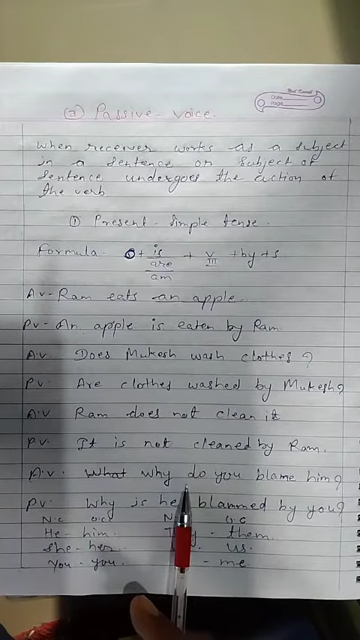 ② Passive voice.
when receiver works as a subject
in a sentence or subject of
sentence undergoes the action of
the verb
① Present Simple tense.
Formula O + is/are/am + V III + by + S
A.V - Ram eats an apple.
P.V - An apple is eaten by Ram.
A.V Does Mukesh wash clothes?
P.V. Are clothes washed by Mukesh?
A.V Ram does not clean it
P.V. It is not cleaned by Ram.
A.V. What why do you blame him?
P.V. Why is he blammed by you?
N.C O.C
He - him. - them.
She - her us.
You - you - me